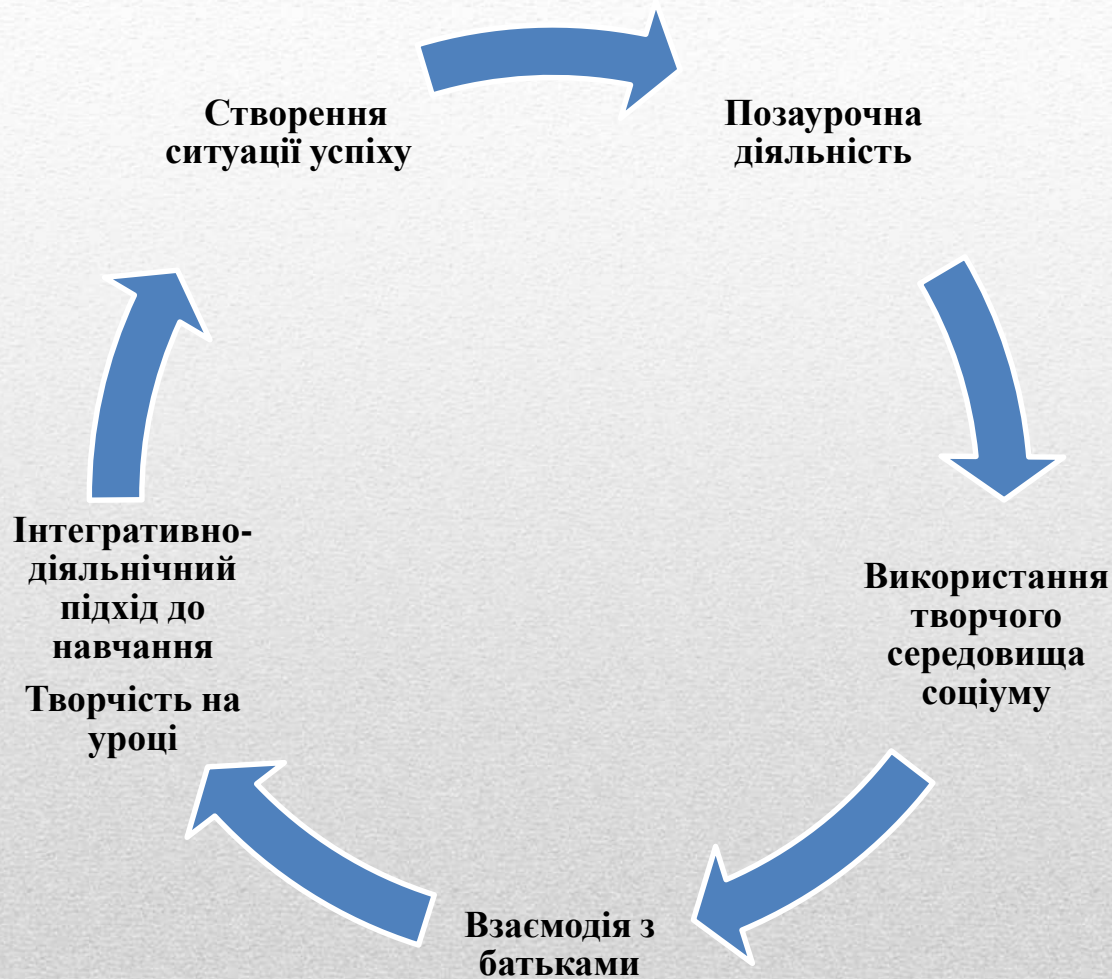 Створення
ситуації успіху
Позаурочна
діяльність
Використання
творчого
середовища
соціуму
Взаємодія з
батьками
Інтегративно-
діяльнічний
підхід до
навчання
Творчість на
уроці